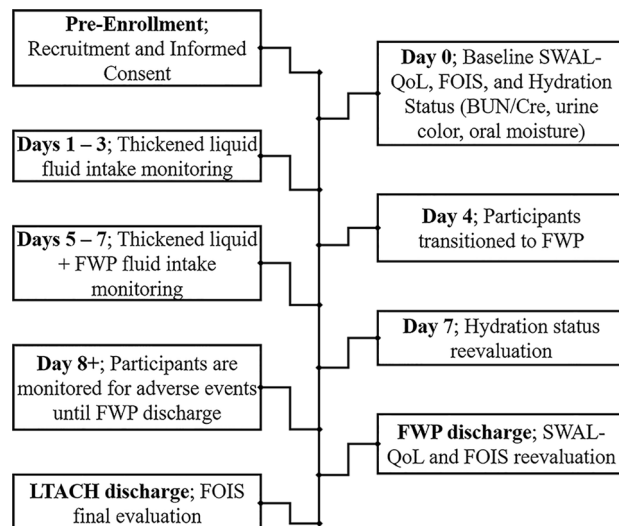 Pre-Enrollment;
Recruitment and Informed
Consent
Day 0; Baseline SWAL-
QoL, FOIS, and Hydration
Status (BUN/Cre, urine
color, oral moisture)
Days 1 – 3; Thickened liquid
fluid intake monitoring
Day 4; Participants
transitioned to FWP
Days 5 – 7; Thickened liquid
+ FWP fluid intake
monitoring
Day 7; Hydration status
reevaluation
Day 8+; Participants are
monitored for adverse events
until FWP discharge
FWP discharge; SWAL-
QoL and FOIS reevaluation
LTACH discharge; FOIS
final evaluation